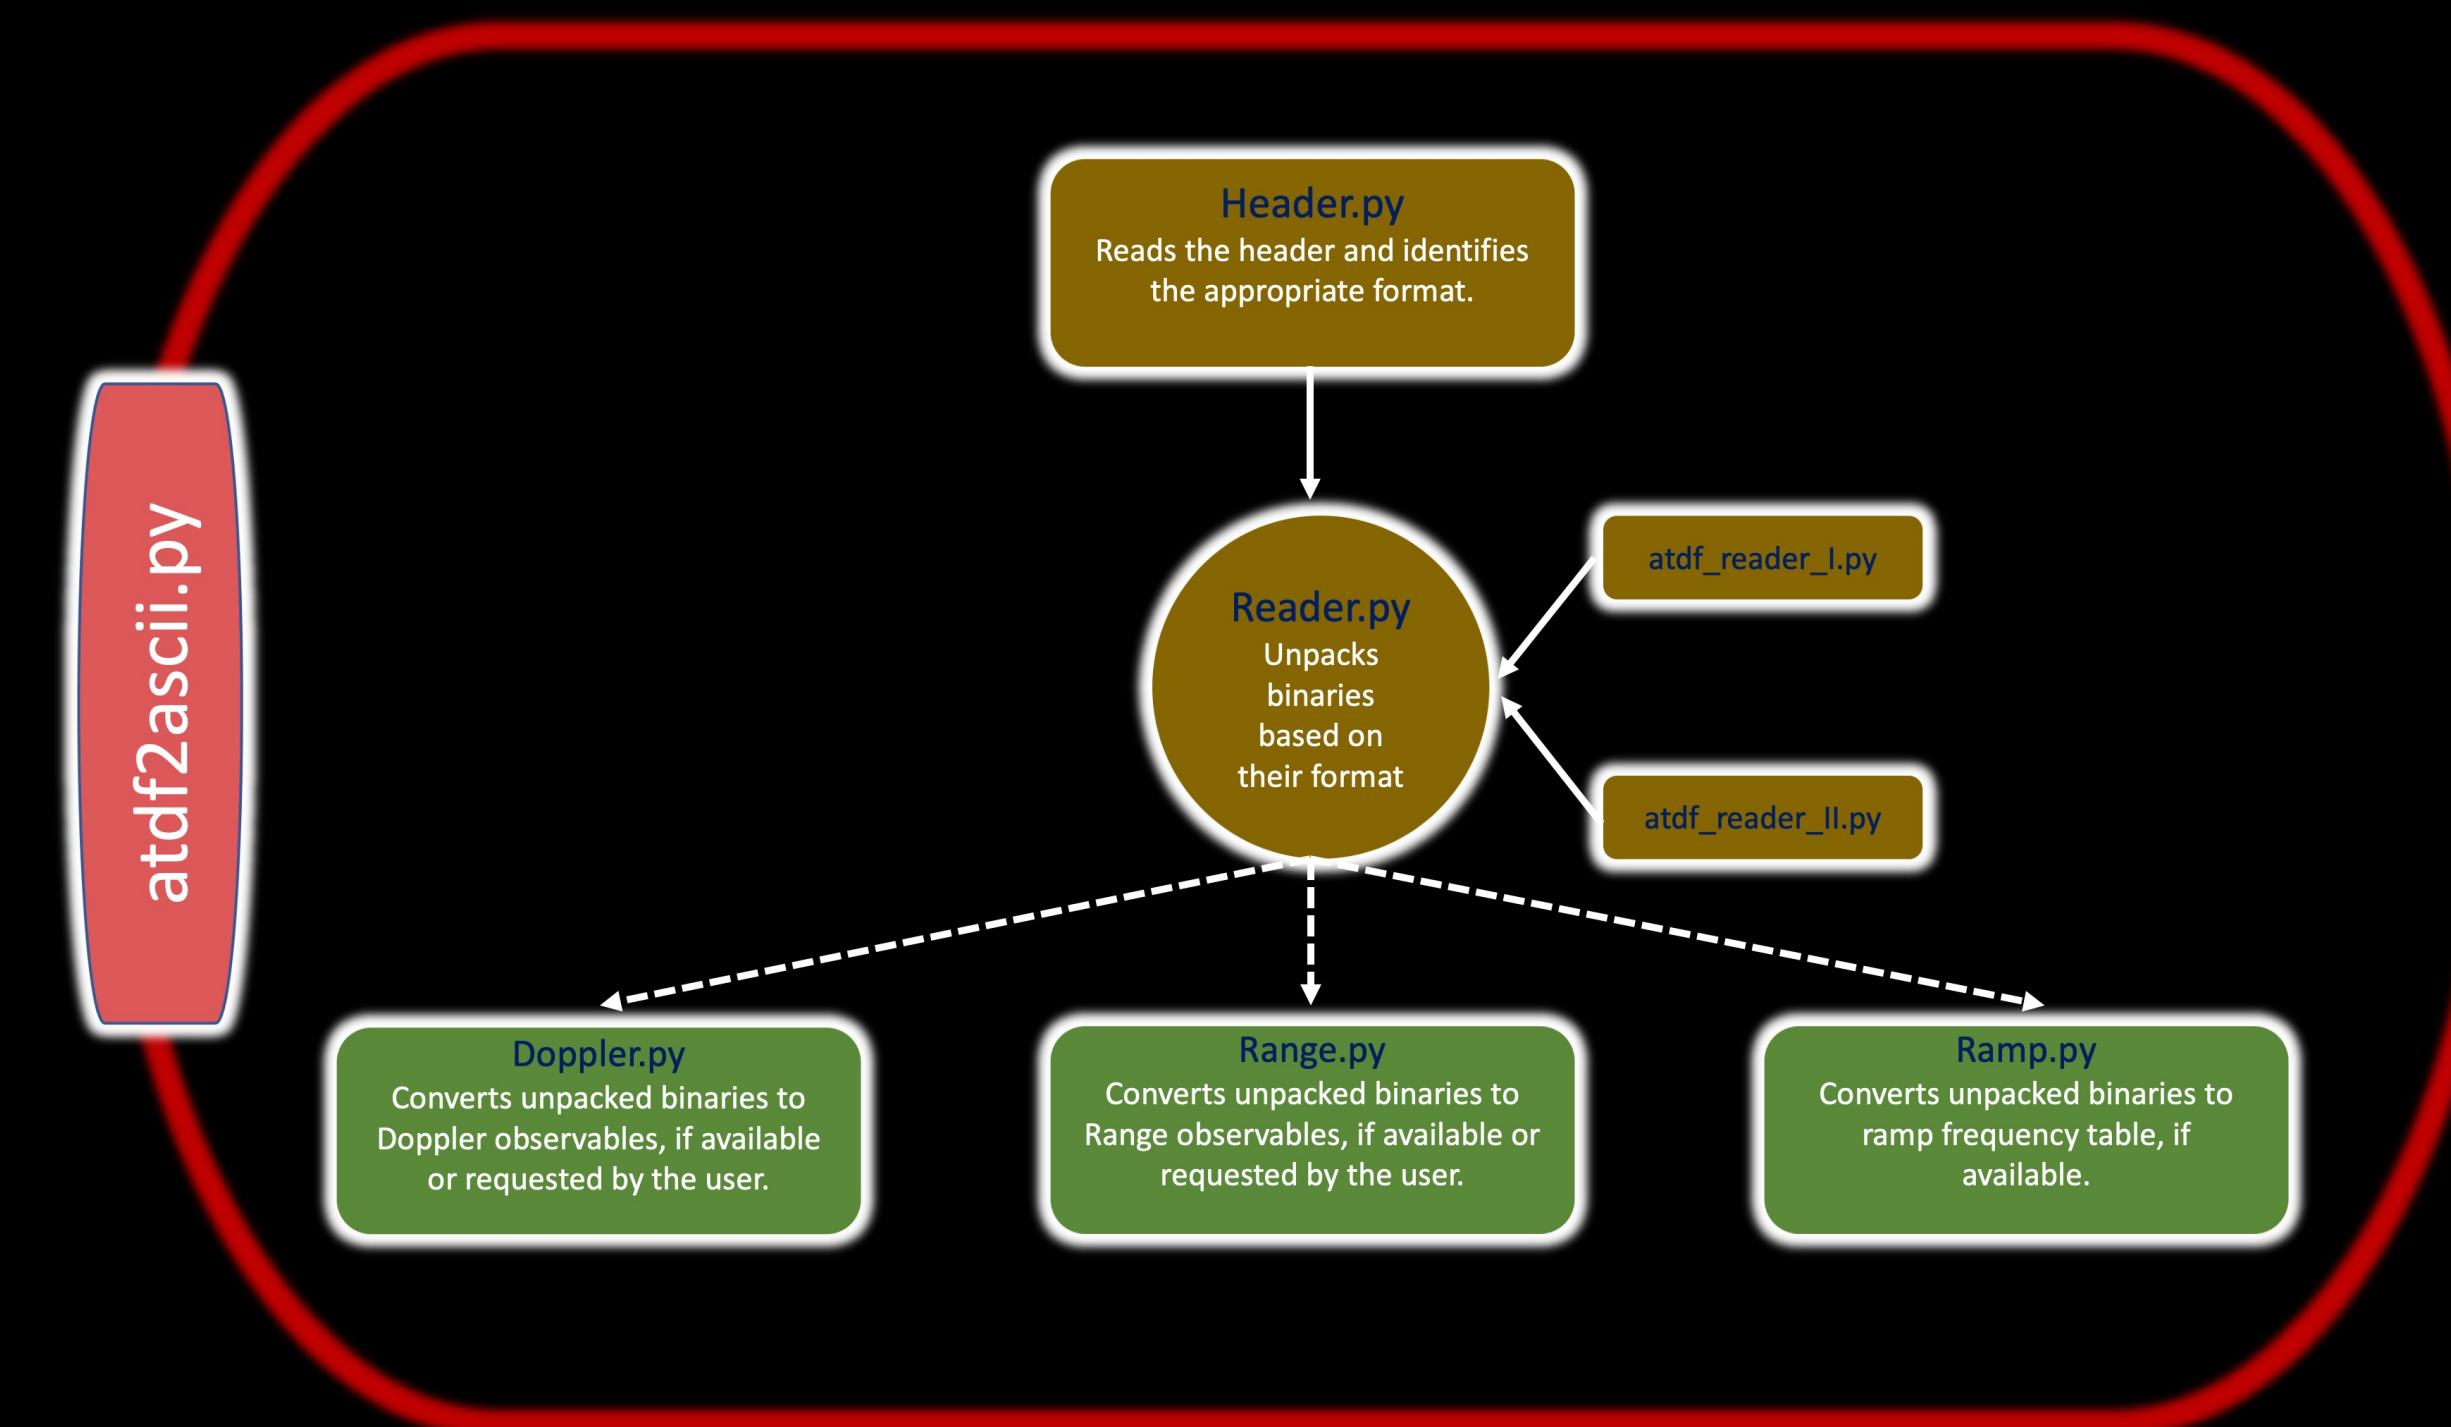 atdf2ascii.py
Header.py
Reads the header and identifies
the appropriate format.
Reader.py
Unpacks
binaries
based on
their format
atdf_reader_I.py
atdf_reader_II.py
Doppler.py
Converts unpacked binaries to
Doppler observables, if available
or requested by the user.
Range.py
Converts unpacked binaries to
Range observables, if available or
requested by the user.
Ramp.py
Converts unpacked binaries to
ramp frequency table, if
available.